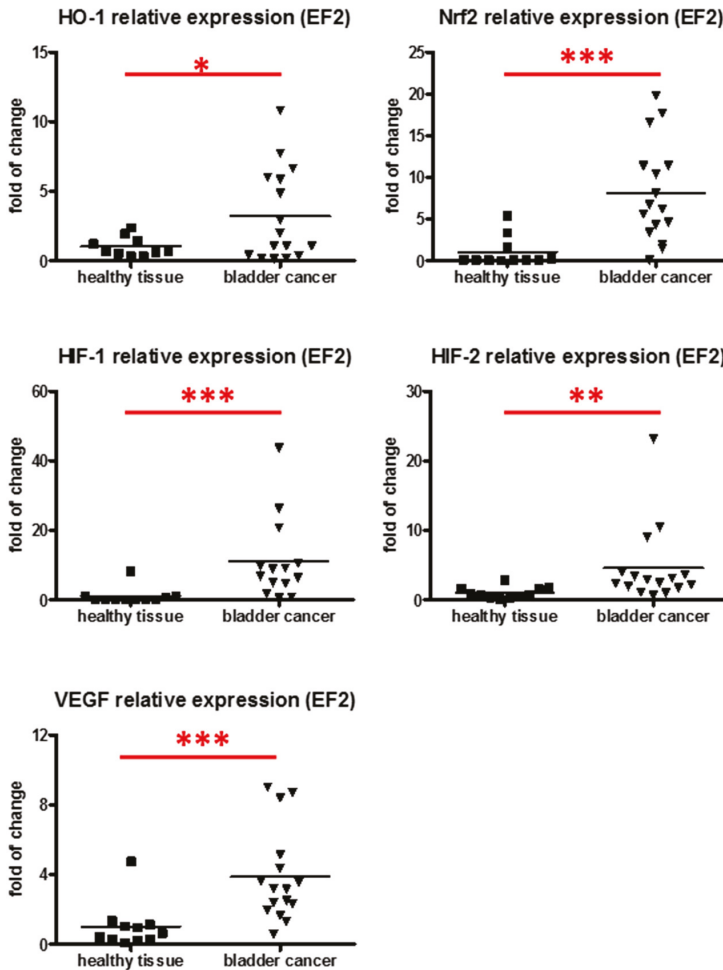 HO-1 relative expression (EF2)
*
fold of change
15
10
5
0
healthy tissue bladder cancer
Nrf2 relative expression (EF2)
***
fold of change
25
20
15
10
5
0
healthy tissue bladder cancer
HIF-1 relative expression (EF2)
***
fold of change
60
40
20
0
healthy tissue bladder cancer
HIF-2 relative expression (EF2)
**
fold of change
30
20
10
0
healthy tissue bladder cancer
VEGF relative expression (EF2)
***
fold of change
12
8
4
0
healthy tissue bladder cancer